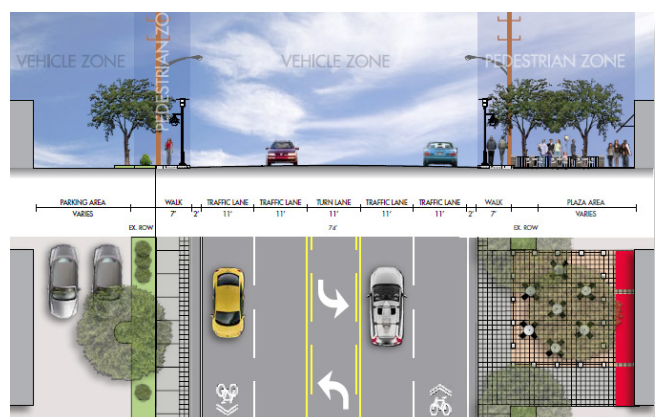 VEHICLE ZONE
PEDESTRIAN ZO
VEHICLE ZONE
PEDESTRIAN ZONE
PARKING AREA WALK TRAFFIC LANE TRAFFIC LANE TURN LANE TRAFFIC LANE TRAFFIC LANE WALK PLAZA AREA
VARIES 7' 2' 11' 11' 11' 11' 11' 2' 7' VARIES
EX. ROW 74' EX. ROW